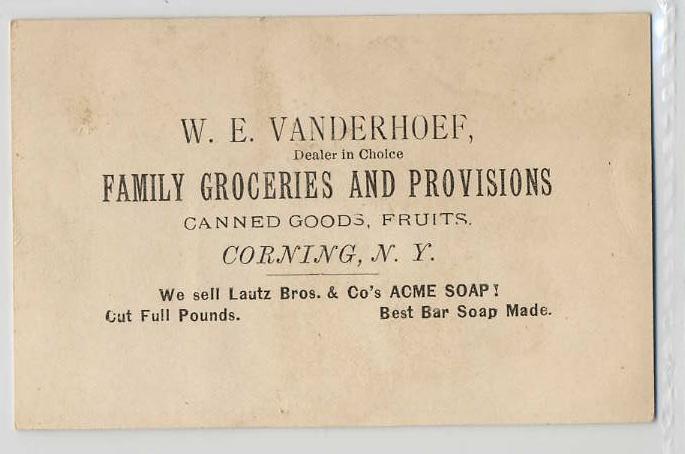 W. E. VANDERHOEF,
Dealer in Choice
FAMILY GROCERIES AND PROVISIONS
CANNED GOODS, FRUITS.
CORNING, N. Y.
We sell Lautz Bros. & Co's ACME SOAP!
Cut Full Pounds. Best Bar Soap Made.